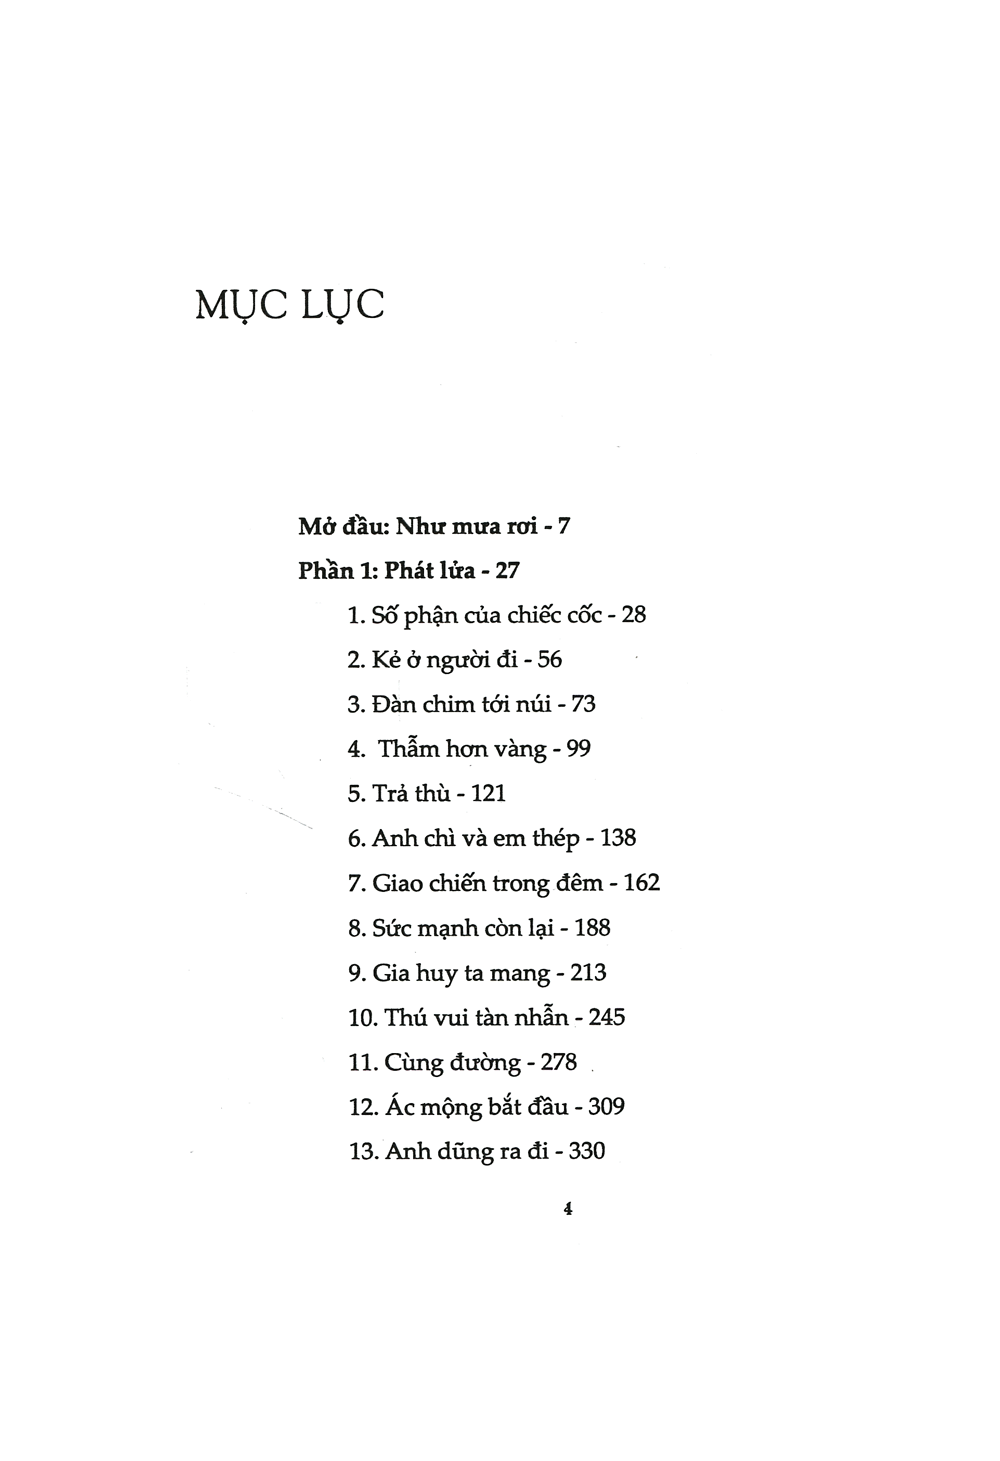 MỤC LỤC
Mở đầu: Như mưa rơi - 7
Phần 1: Phát lửa - 27
1. Số phận của chiếc cốc - 28
2. Kẻ ở người đi - 56
3. Đàn chim tới núi - 73
4. Thẫm hơn vàng - 99
5. Trả thù - 121
6. Anh chì và em thép - 138
7. Giao chiến trong đêm - 162
8. Sức mạnh còn lại - 188
9. Gia huy ta mang - 213
10. Thú vui tàn nhẫn - 245
11. Cùng đường - 278
12. Ác mộng bắt đầu - 309
13. Anh dũng ra đi - 330
4